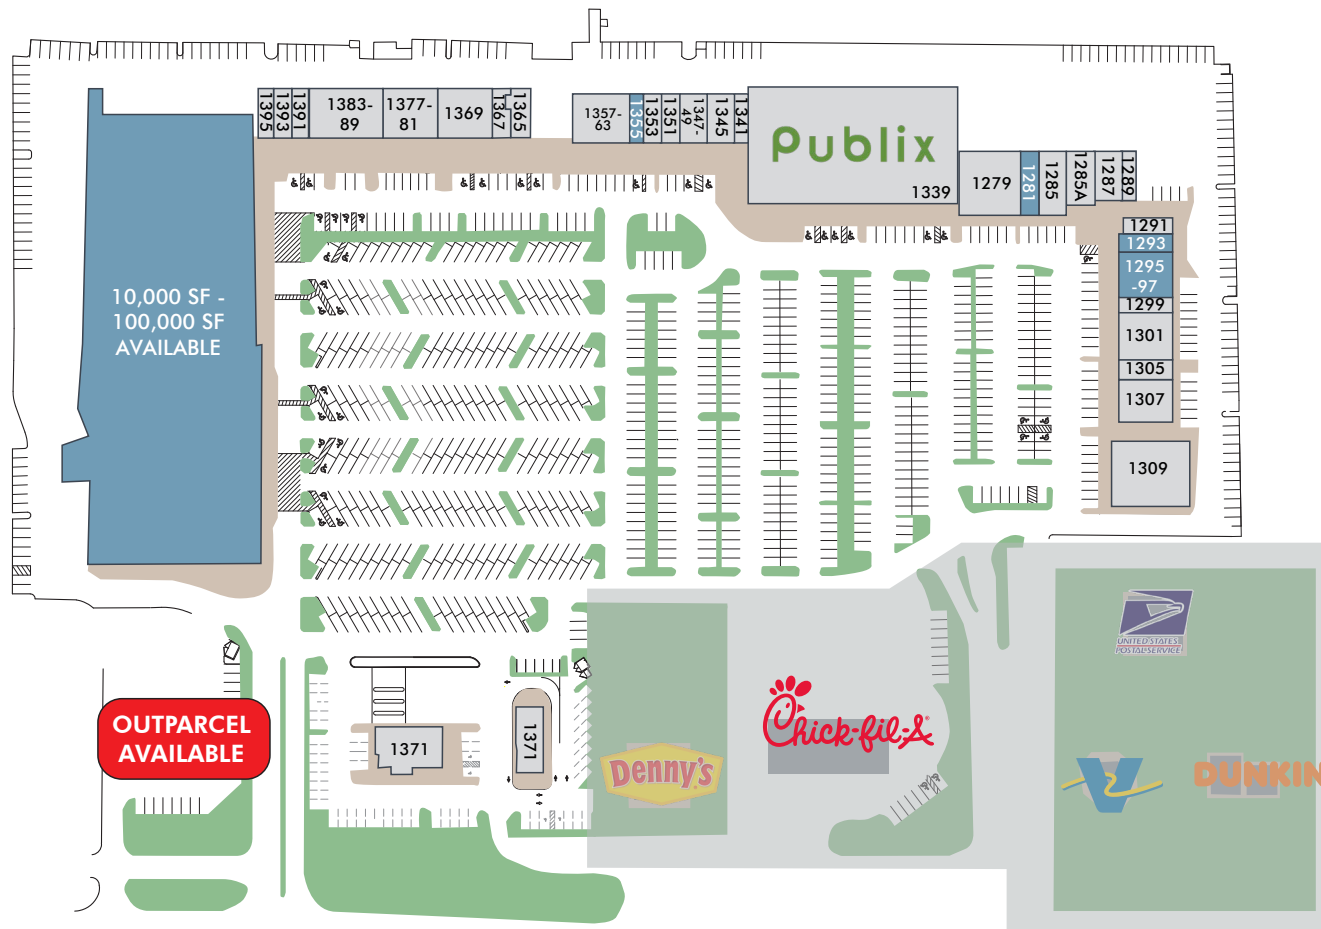 1395
1393
1391
1383-
89
1377-
81
1369
1367
1365
1357-
63
1355
1353
1351
1347-
49
1345
1341
Publix
1339
1279
1281
1285
1285A
1287
1289
1291
1293
1295
-97
1299
1301
1305
1307
1309
10,000 SF -
100,000 SF
AVAILABLE
UNITED STATES
POSTAL SERVICE
OUTPARCEL
AVAILABLE
1371
1371
Denny's
Chick-fil-A
V
DUNKIN